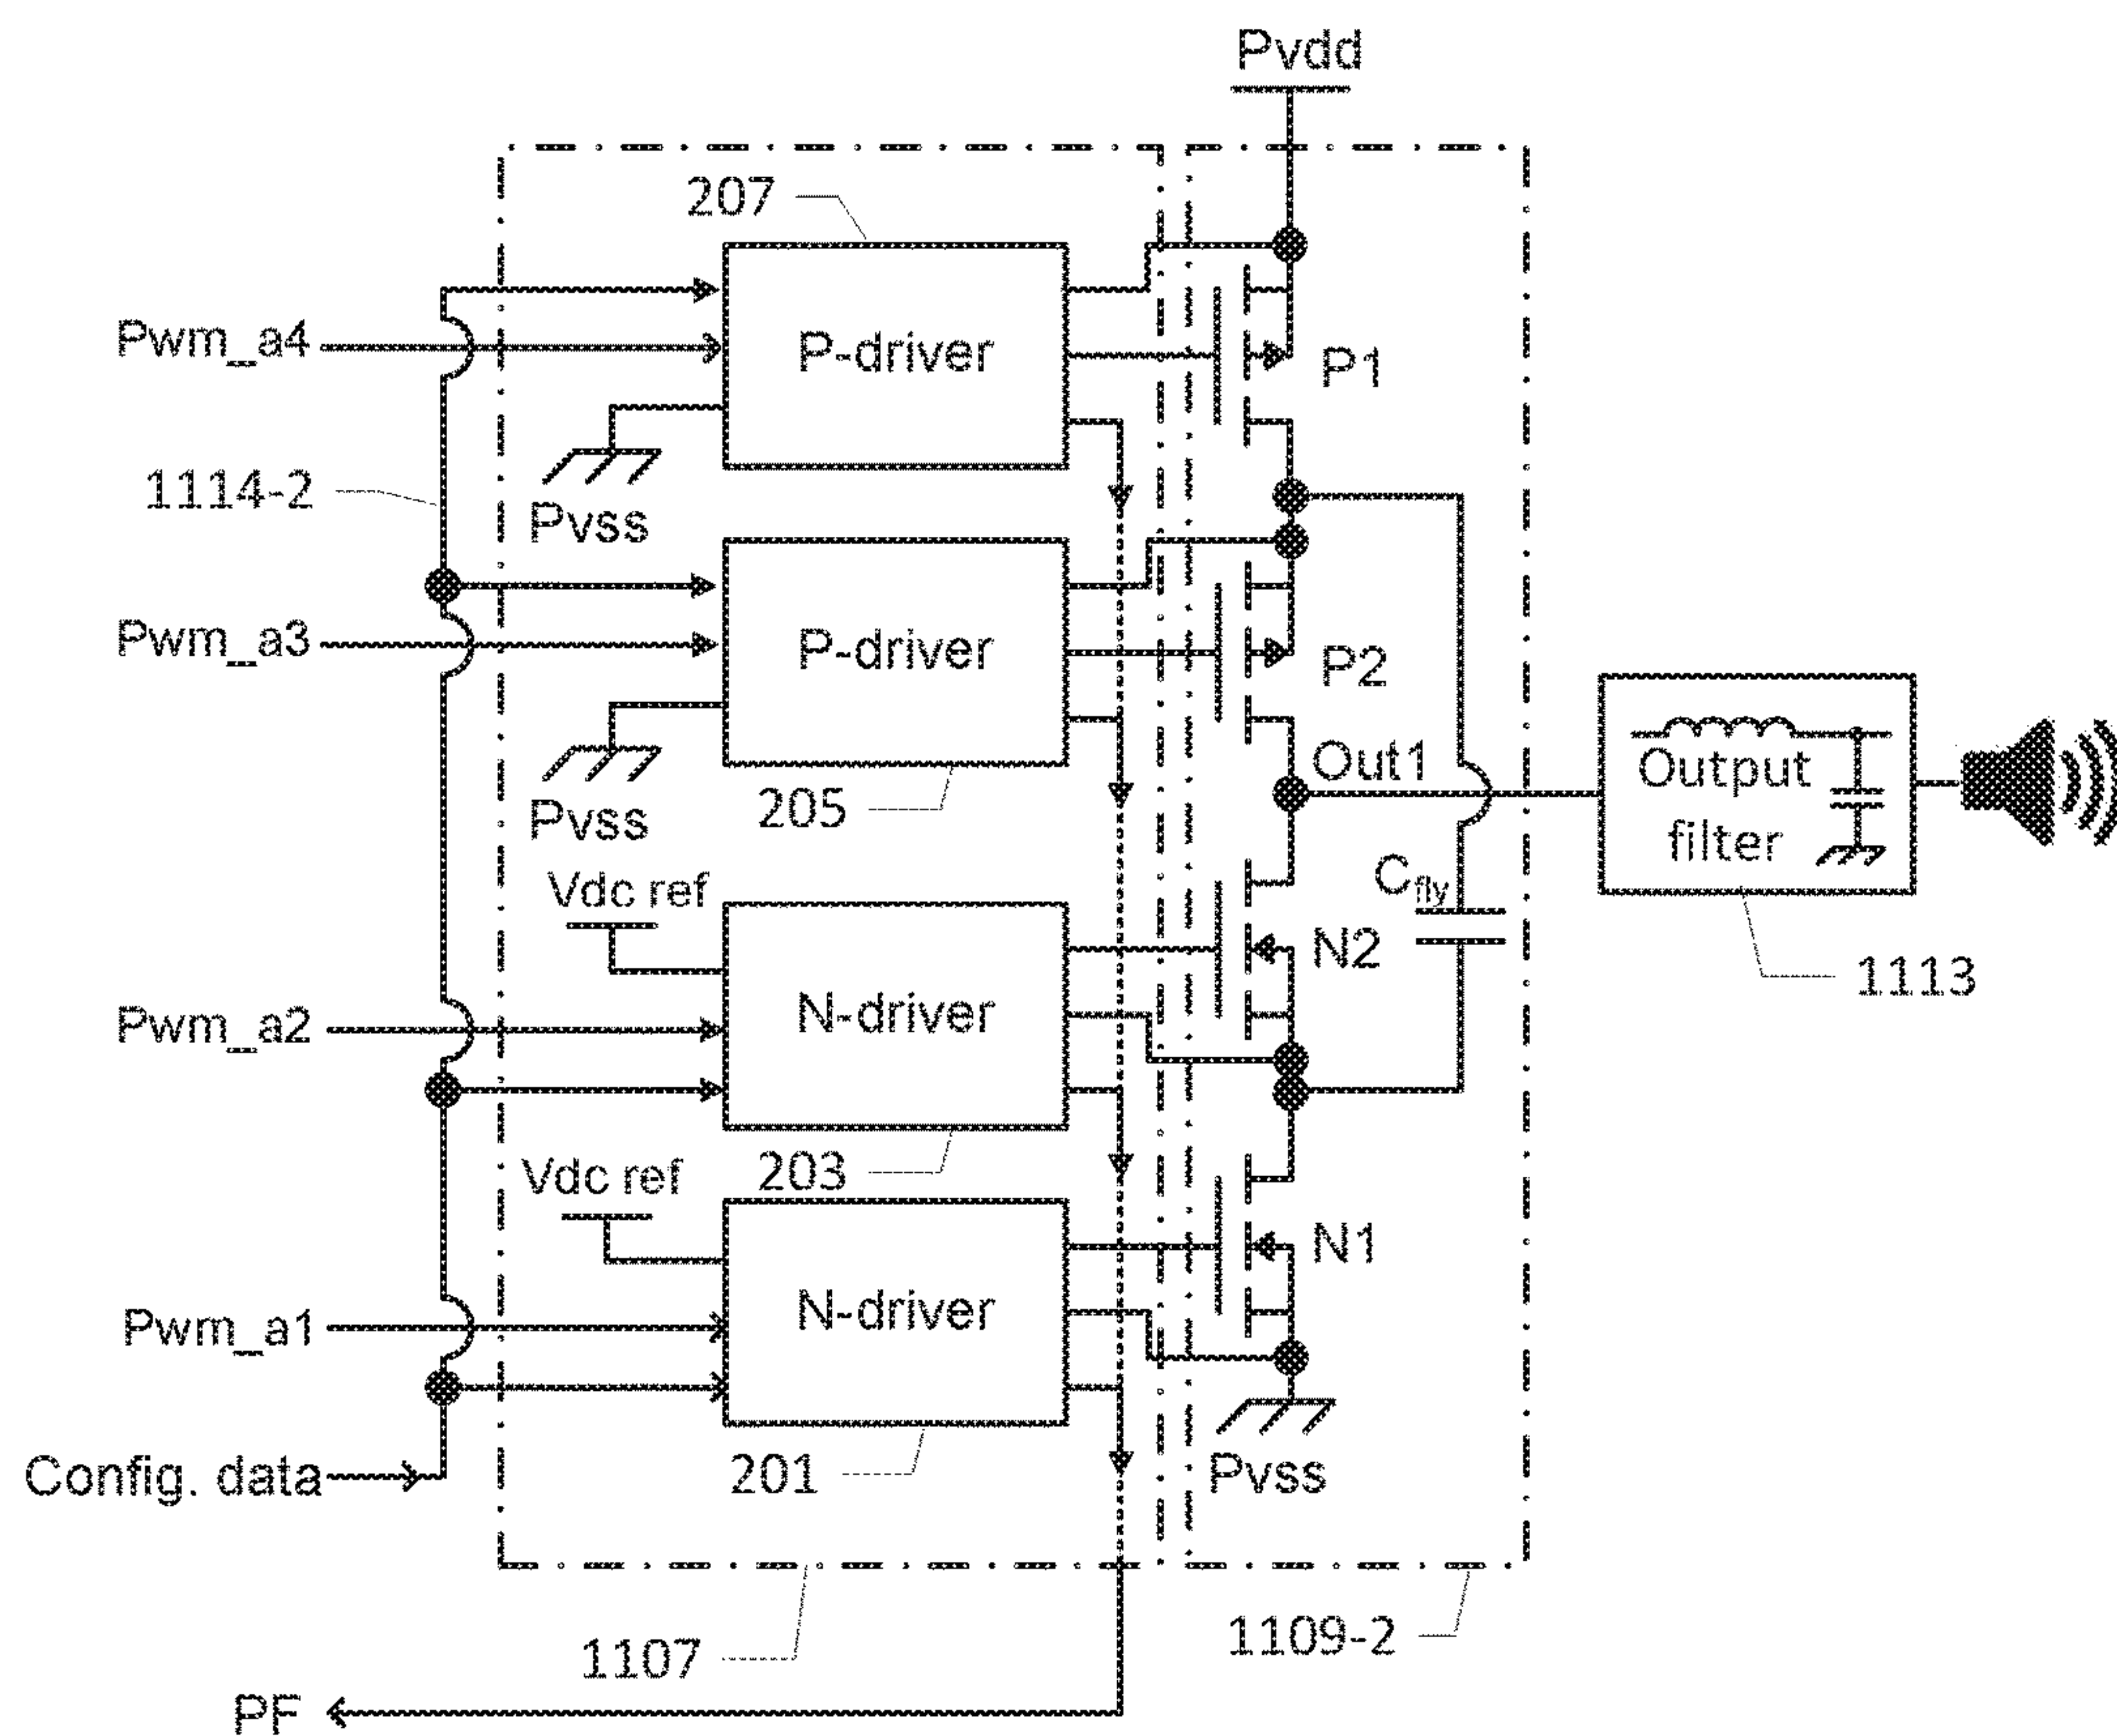 Pvdd
207
Pwm_a4
P-driver
P1
1114-2
Pvss
Pwm_a3
P-driver
P2
Out1
Output
filter
205
Pvss
Vdc ref
Cfly
N2
1113
Pwm_a2
N-driver
203
Vdc ref
N1
Pwm_a1
N-driver
201
Pvss
Config. data
1109-2
1107
PF